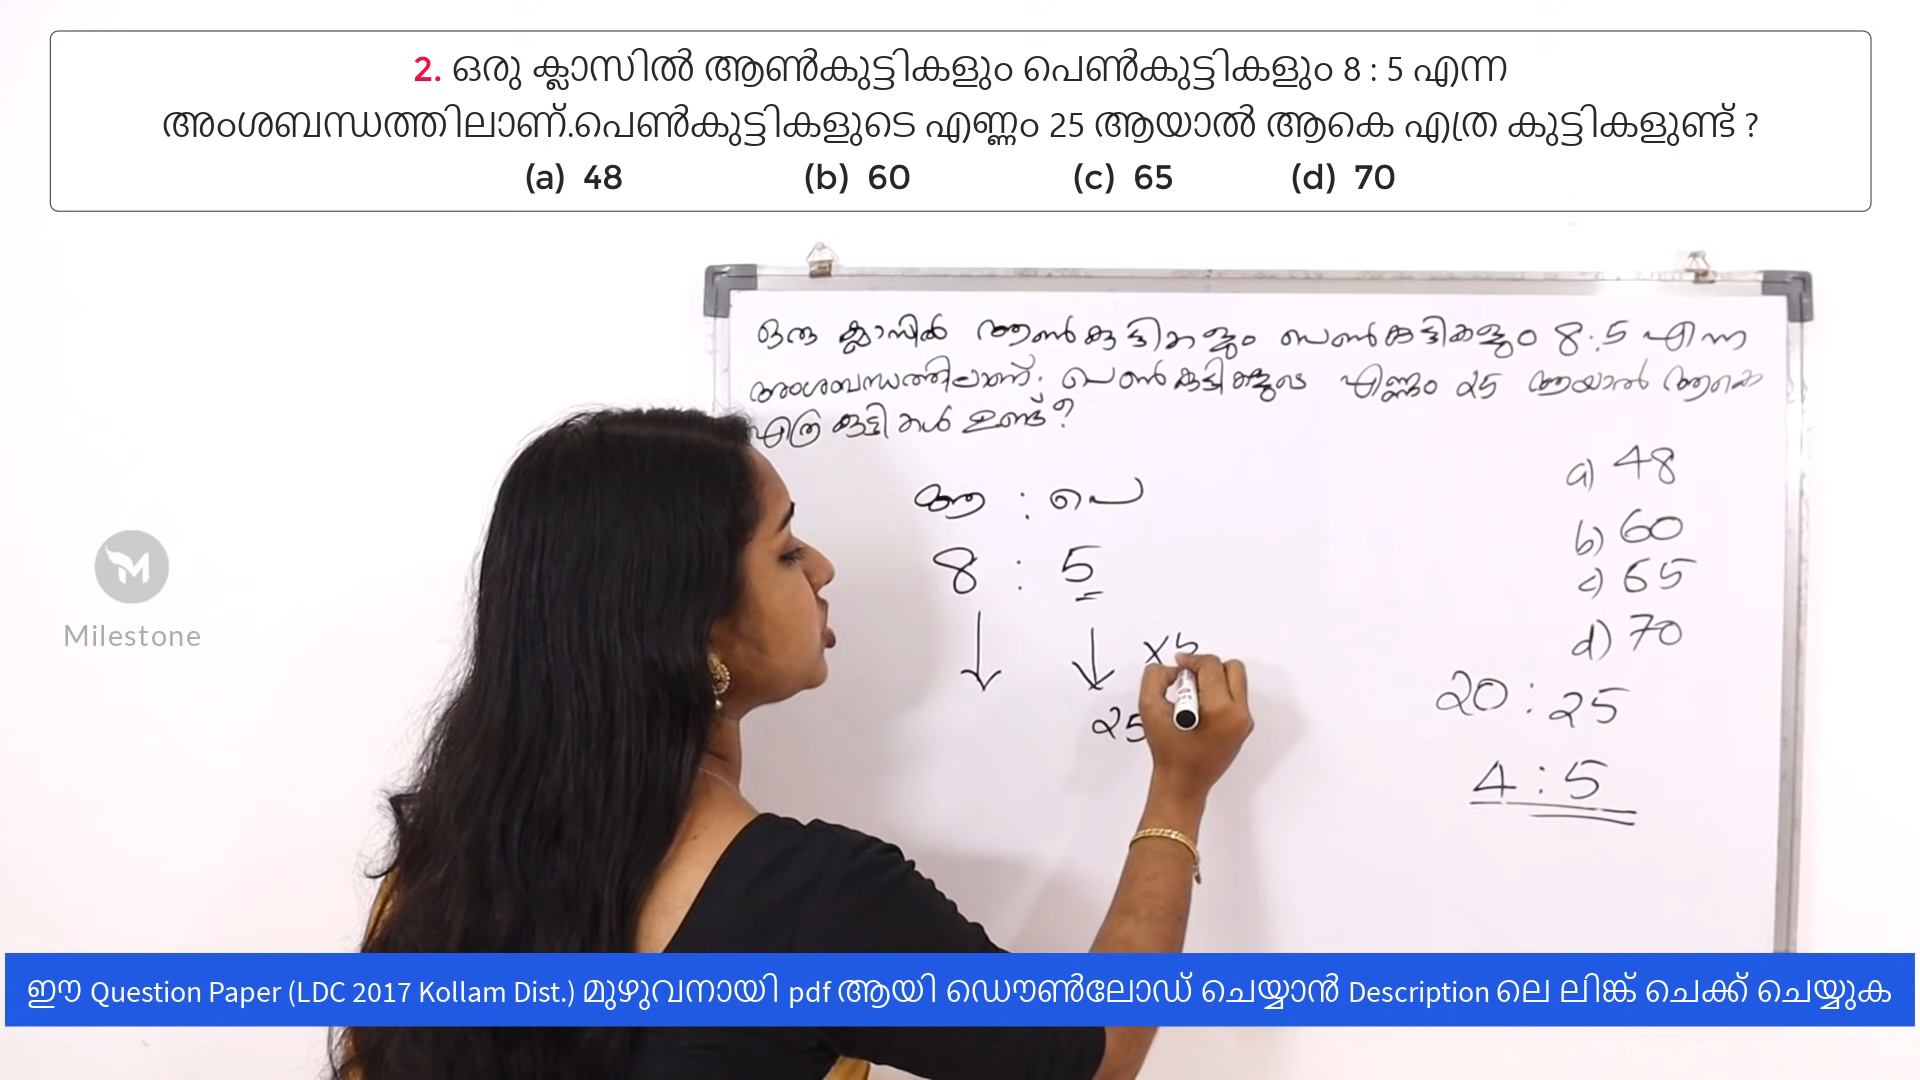 2. ഒരു ക്ലാസിൽ ആൺകുട്ടികളും പെൺകുട്ടികളും 8 : 5 എന്ന
അംശബന്ധത്തിലാണ്.പെൺകുട്ടികളുടെ എണ്ണം 25 ആയാൽ ആകെ എത്ര കുട്ടികളുണ്ട് ?
(a) 48 (b) 60 (c) 65 (d) 70
ഒരു ക്ലാസിൽ ആൺകുട്ടികളും പെൺകുട്ടികളും 8:5 എന്ന
അംശബന്ധത്തിലാണ്. പെൺകുട്ടികളുടെ എണ്ണം 25 ആയാൽ ആകെ
എത്ര കുട്ടികൾ ഉണ്ട്?
a) 48
ആ : പെ
b) 60
8 : 5
c) 65
d) 70
x5
25
20 : 25
4 : 5
Milestone
ഈ Question Paper (LDC 2017 Kollam Dist.) മുഴുവനായി pdf ആയി ഡൌൺലോഡ് ചെയ്യാൻ Description ലെ ലിങ്ക് ചെക്ക് ചെയ്യുക